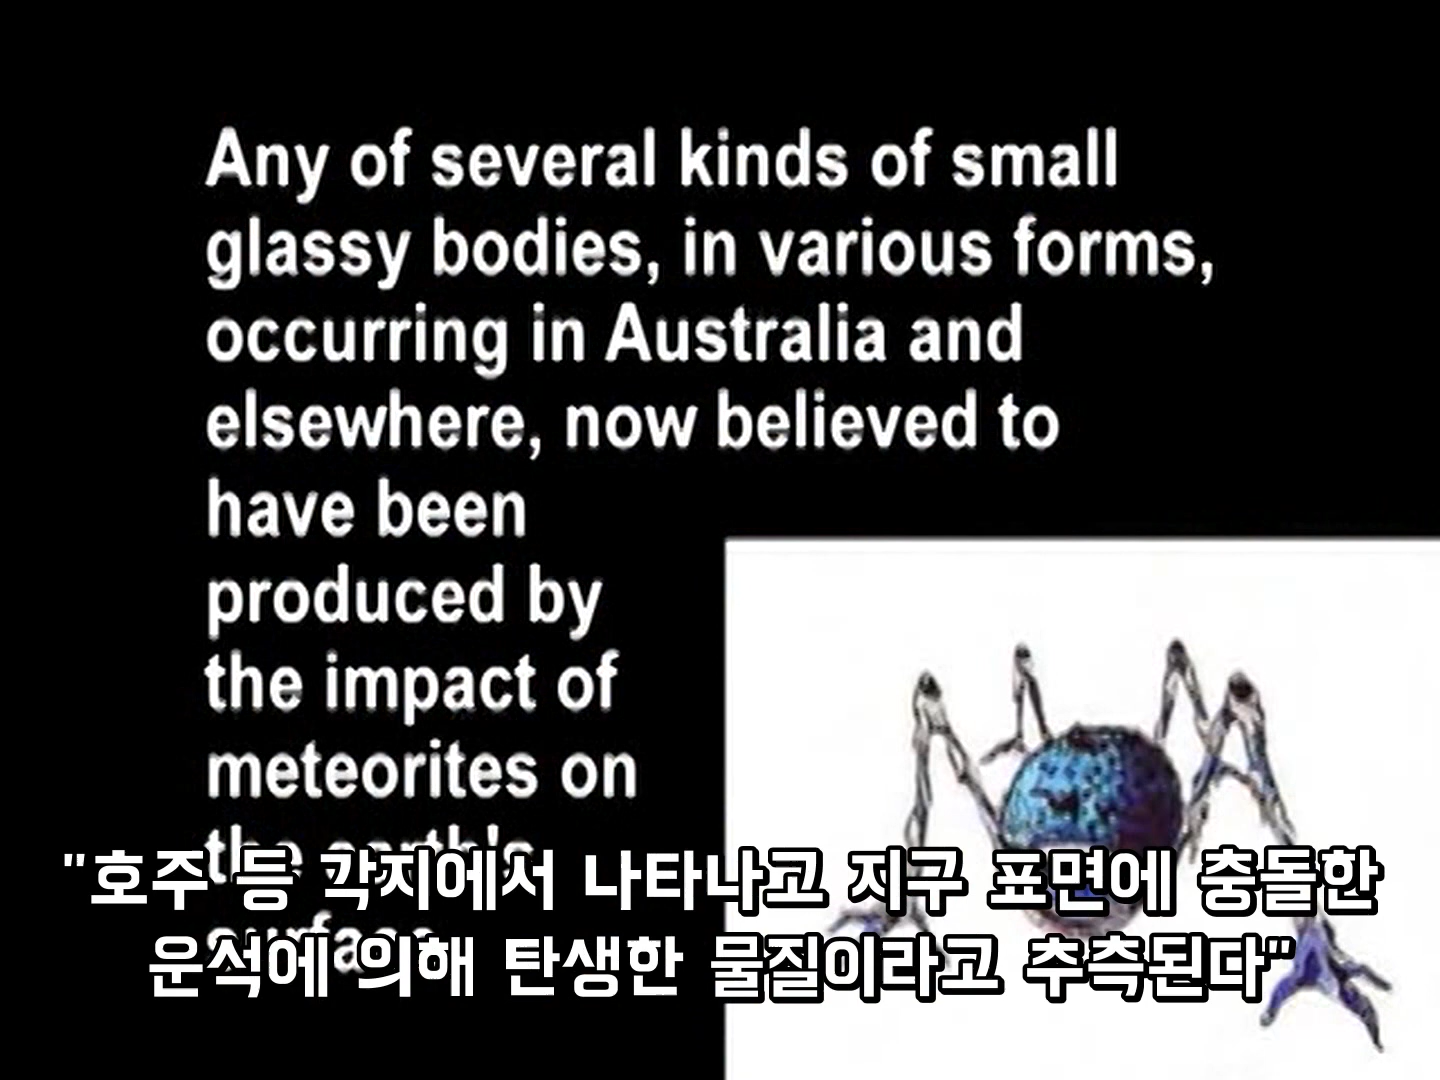 Any of several kinds of small
glassy bodies, in various forms,
occurring in Australia and
elsewhere, now believed to
have been
produced by
the impact of
meteorites on
the earth's
surface
"호주 등 각지에서 나타나고 지구 표면에 충돌한
운석에 의해 탄생한 물질이라고 추측된다"